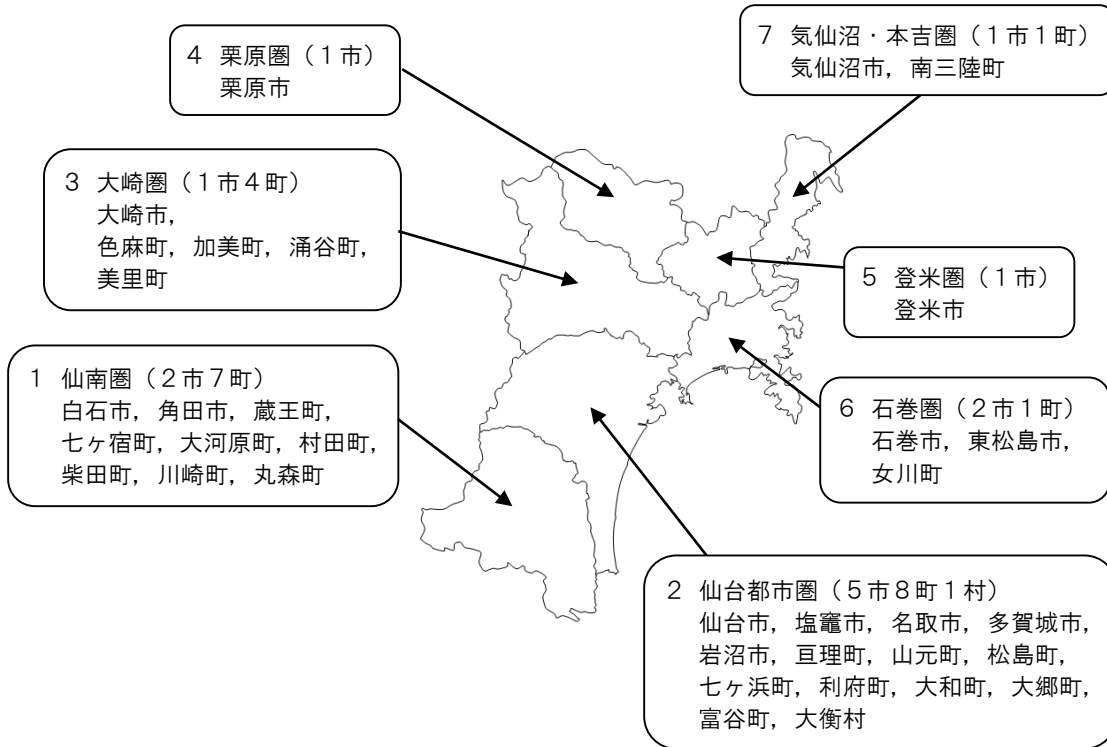 4 栗原圏（１市）
栗原市
7 気仙沼・本吉圏（１市１町）
気仙沼市，南三陸町
3 大崎圏（１市４町）
大崎市，
色麻町，加美町，涌谷町，
美里町
5 登米圏（１市）
登米市
1 仙南圏（２市７町）
白石市，角田市，蔵王町，
七ヶ宿町，大河原町，村田町，
柴田町，川崎町，丸森町
6 石巻圏（２市１町）
石巻市，東松島市，
女川町
2 仙台都市圏（５市８町１村）
仙台市，塩竈市，名取市，多賀城市，
岩沼市，亘理町，山元町，松島町，
七ヶ浜町，利府町，大和町，大郷町，
富谷町，大衡村